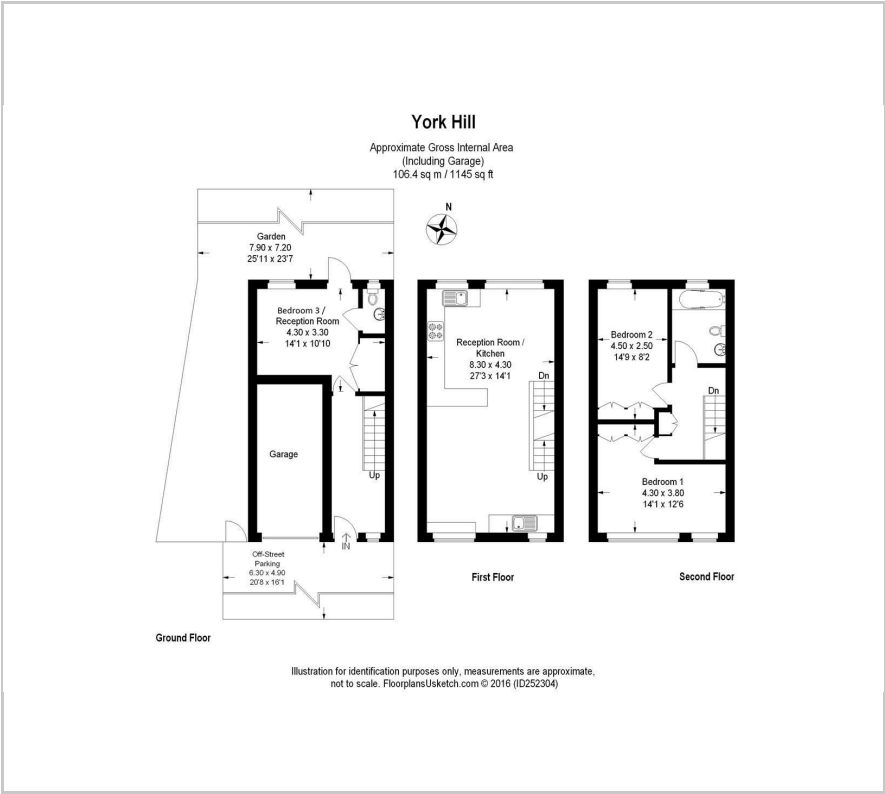 York Hill
Approximate Gross Internal Area
(Including Garage)
106.4 sq m / 1145 sq ft
N
Garden
7.90 x 7.20
25'11 x 23'7
Bedroom 3 /
Reception Room
4.30 x 3.30
14'1 x 10'10
Garage
Up
IN
Off-Street
Parking
6.30 x 4.90
20'8 x 16'1
Ground Floor
Reception Room /
Kitchen
8.30 x 4.30
27'3 x 14'1
Dn
Up
First Floor
Bedroom 2
4.50 x 2.50
14'9 x 8'2
Dn
Bedroom 1
4.30 x 3.80
14'1 x 12'6
Second Floor
Illustration for identification purposes only, measurements are approximate,
not to scale. FloorplansUsketch.com © 2016 (ID252304)